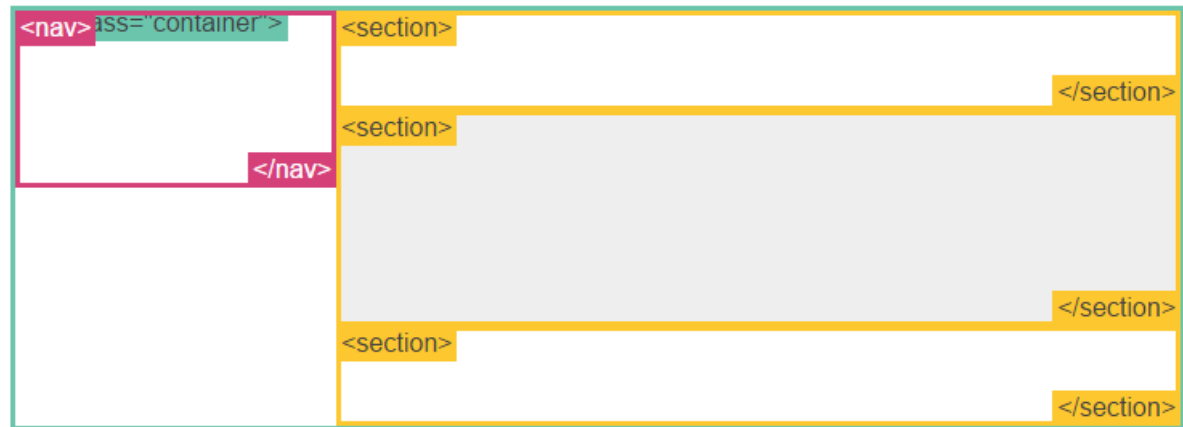 <nav>
ass="container">
</nav>
<section>
</section>
<section>
</section>
<section>
</section>